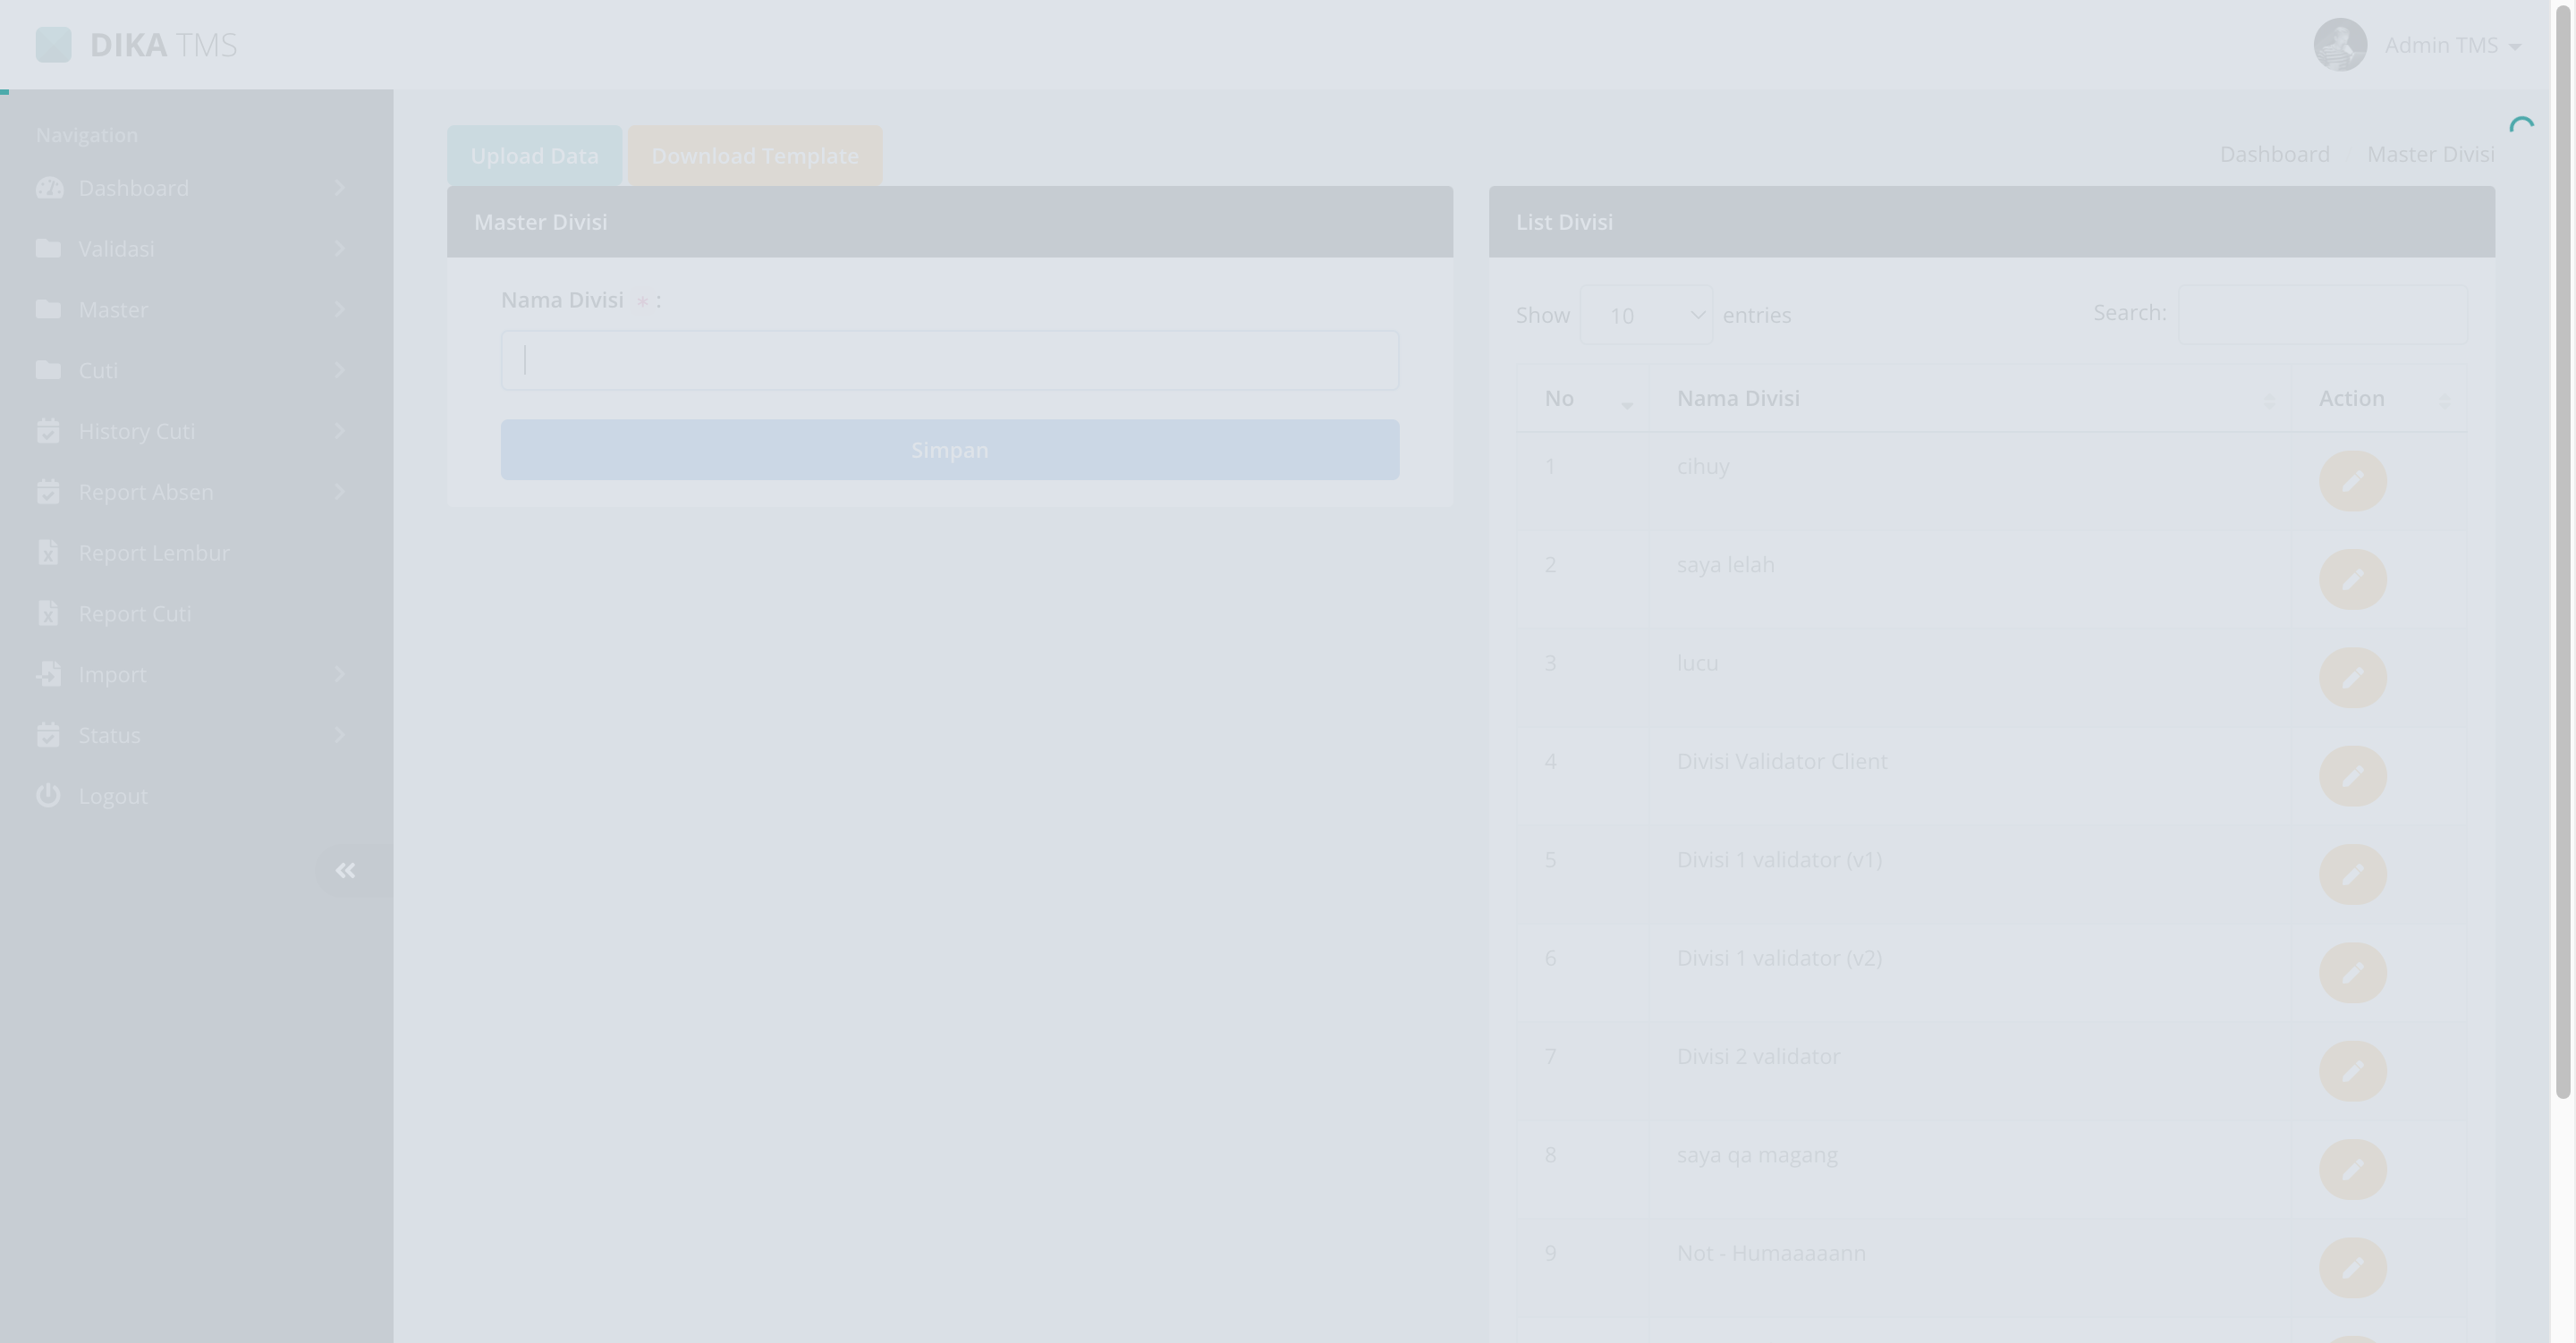 DIKA TMS
Admin TMS
Navigation
Dashboard
Validasi
Master
Cuti
History Cuti
Report Absen
Report Lembur
Report Cuti
Import
Status
Logout
Upload Data
Download Template
Dashboard
Master Divisi
Master Divisi
Nama Divisi * :
Simpan
List Divisi
Show 10 entries
Search:
No Nama Divisi Action
1 cihuy
2 saya lelah
3 lucu
4 Divisi Validator Client
5 Divisi 1 validator (v1)
6 Divisi 1 validator (v2)
7 Divisi 2 validator
8 saya qa magang
9 Not - Humaaaaann